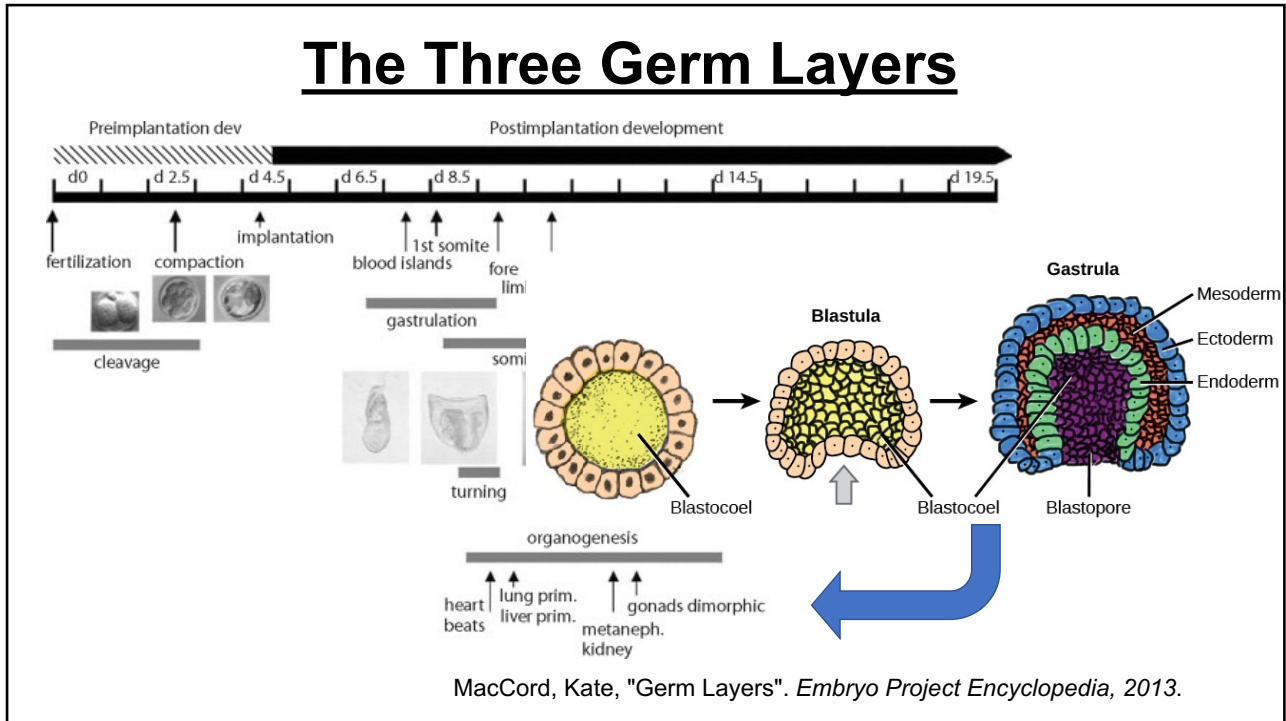 The Three Germ Layers
Preimplantation dev
Postimplantation development
d0
d 2.5
d 4.5
d 6.5
d 8.5
d 14.5
d 19.5
fertilization
compaction
implantation
blood islands
1st somite
fore
liml
gastrulation
cleavage
somi
turning
Blastocoel
Blastula
Blastocoel
Gastrula
Mesoderm
Ectoderm
Endoderm
Blastopore
organogenesis
heart
beats
lung prim.
liver prim.
metaneph.
kidney
gonads dimorphic
MacCord, Kate, "Germ Layers". Embryo Project Encyclopedia, 2013.